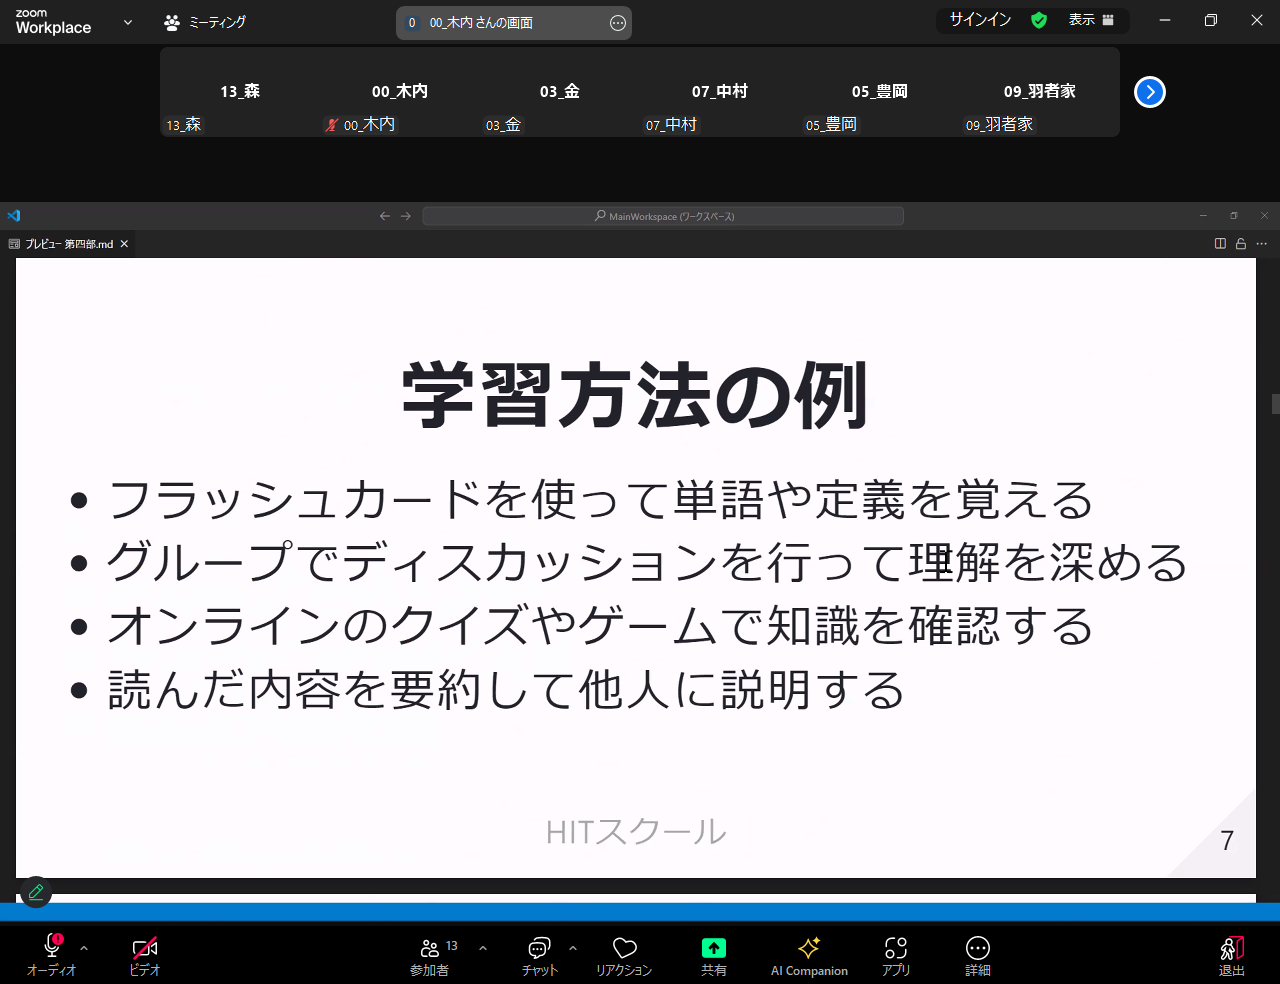 zoom
Workplace
ミーティング
0 00_木内 さんの画面
サインイン
表示
13_森
00_木内
03_金
07_中村
05_豊岡
09_羽者家
13_森
00_木内
03_金
07_中村
05_豊岡
09_羽者家
MainWorkspace (ワークスペース)
プレビュー 第四部.md
学習方法の例
• フラッシュカードを使って単語や定義を覚える
• グループでディスカッションを行って理解を深める
• オンラインのクイズやゲームで知識を確認する
• 読んだ内容を要約して他人に説明する
HITスクール
7
オーディオ
ビデオ
参加者
13
チャット
リアクション
共有
AI Companion
アプリ
詳細
退出